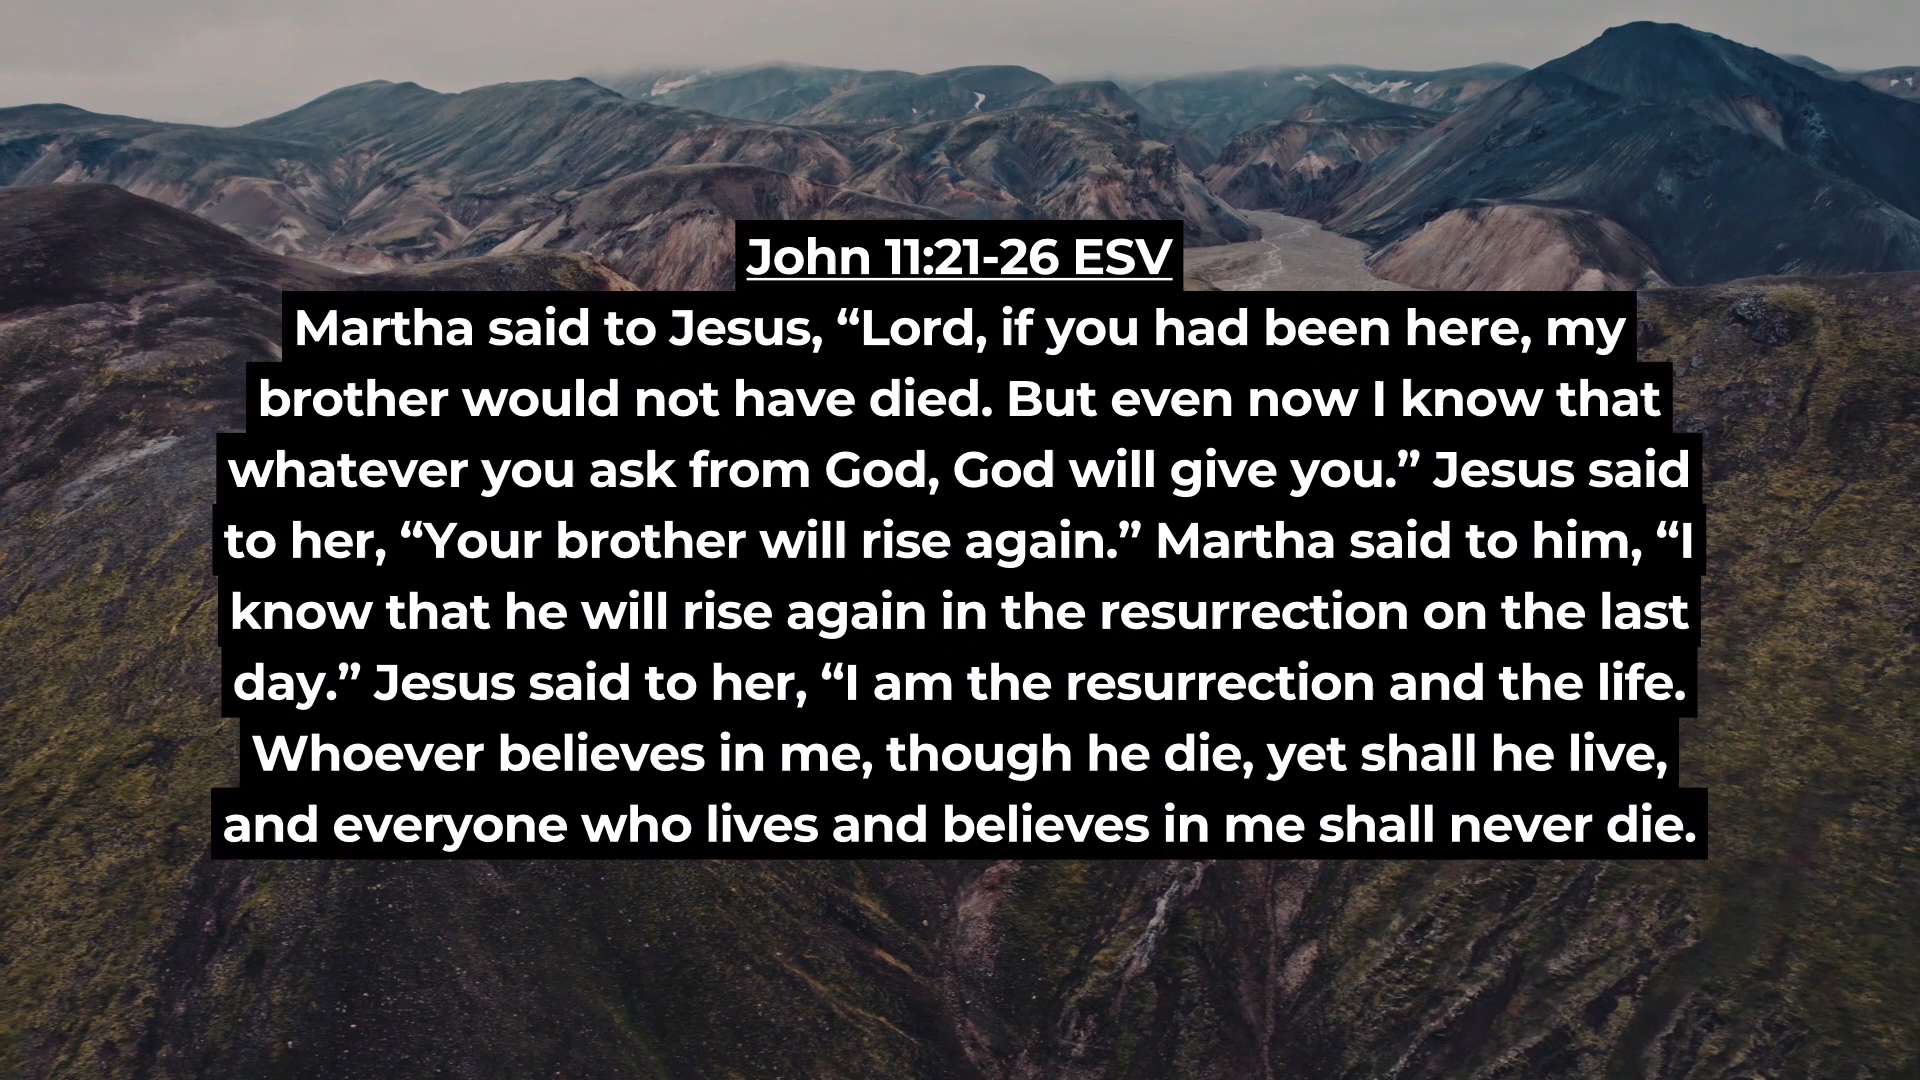 John 11:21-26 ESV
Martha said to Jesus, “Lord, if you had been here, my
brother would not have died. But even now I know that
whatever you ask from God, God will give you.” Jesus said
to her, “Your brother will rise again.” Martha said to him, “I
know that he will rise again in the resurrection on the last
day.” Jesus said to her, “I am the resurrection and the life.
Whoever believes in me, though he die, yet shall he live,
and everyone who lives and believes in me shall never die.